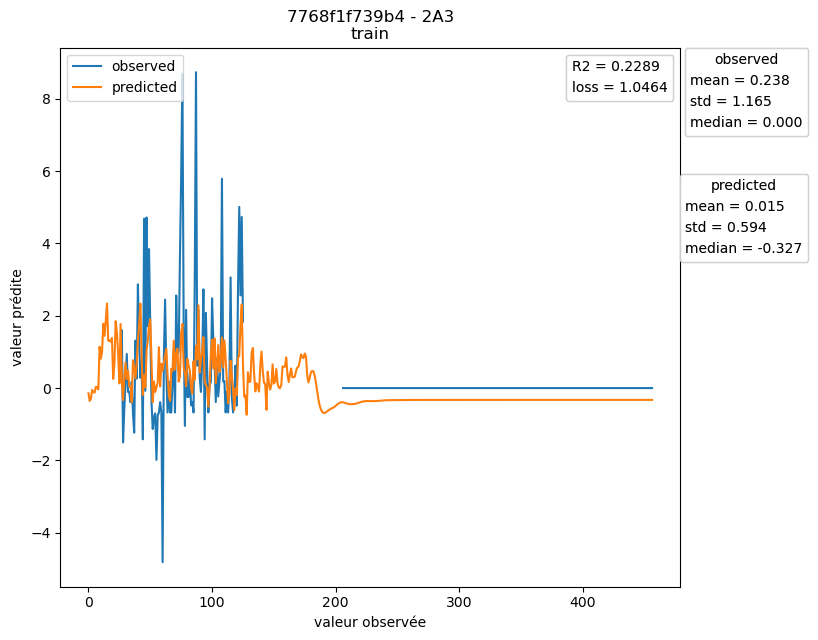 7768f1f739b4 - 2A3
train
observed
predicted
R2 = 0.2289
loss = 1.0464
observed
mean = 0.238
std = 1.165
median = 0.000
predicted
mean = 0.015
std = 0.594
median = -0.327
valeur prédite
8
6
4
2
0
−2
−4
0
100
200
300
400
valeur observée